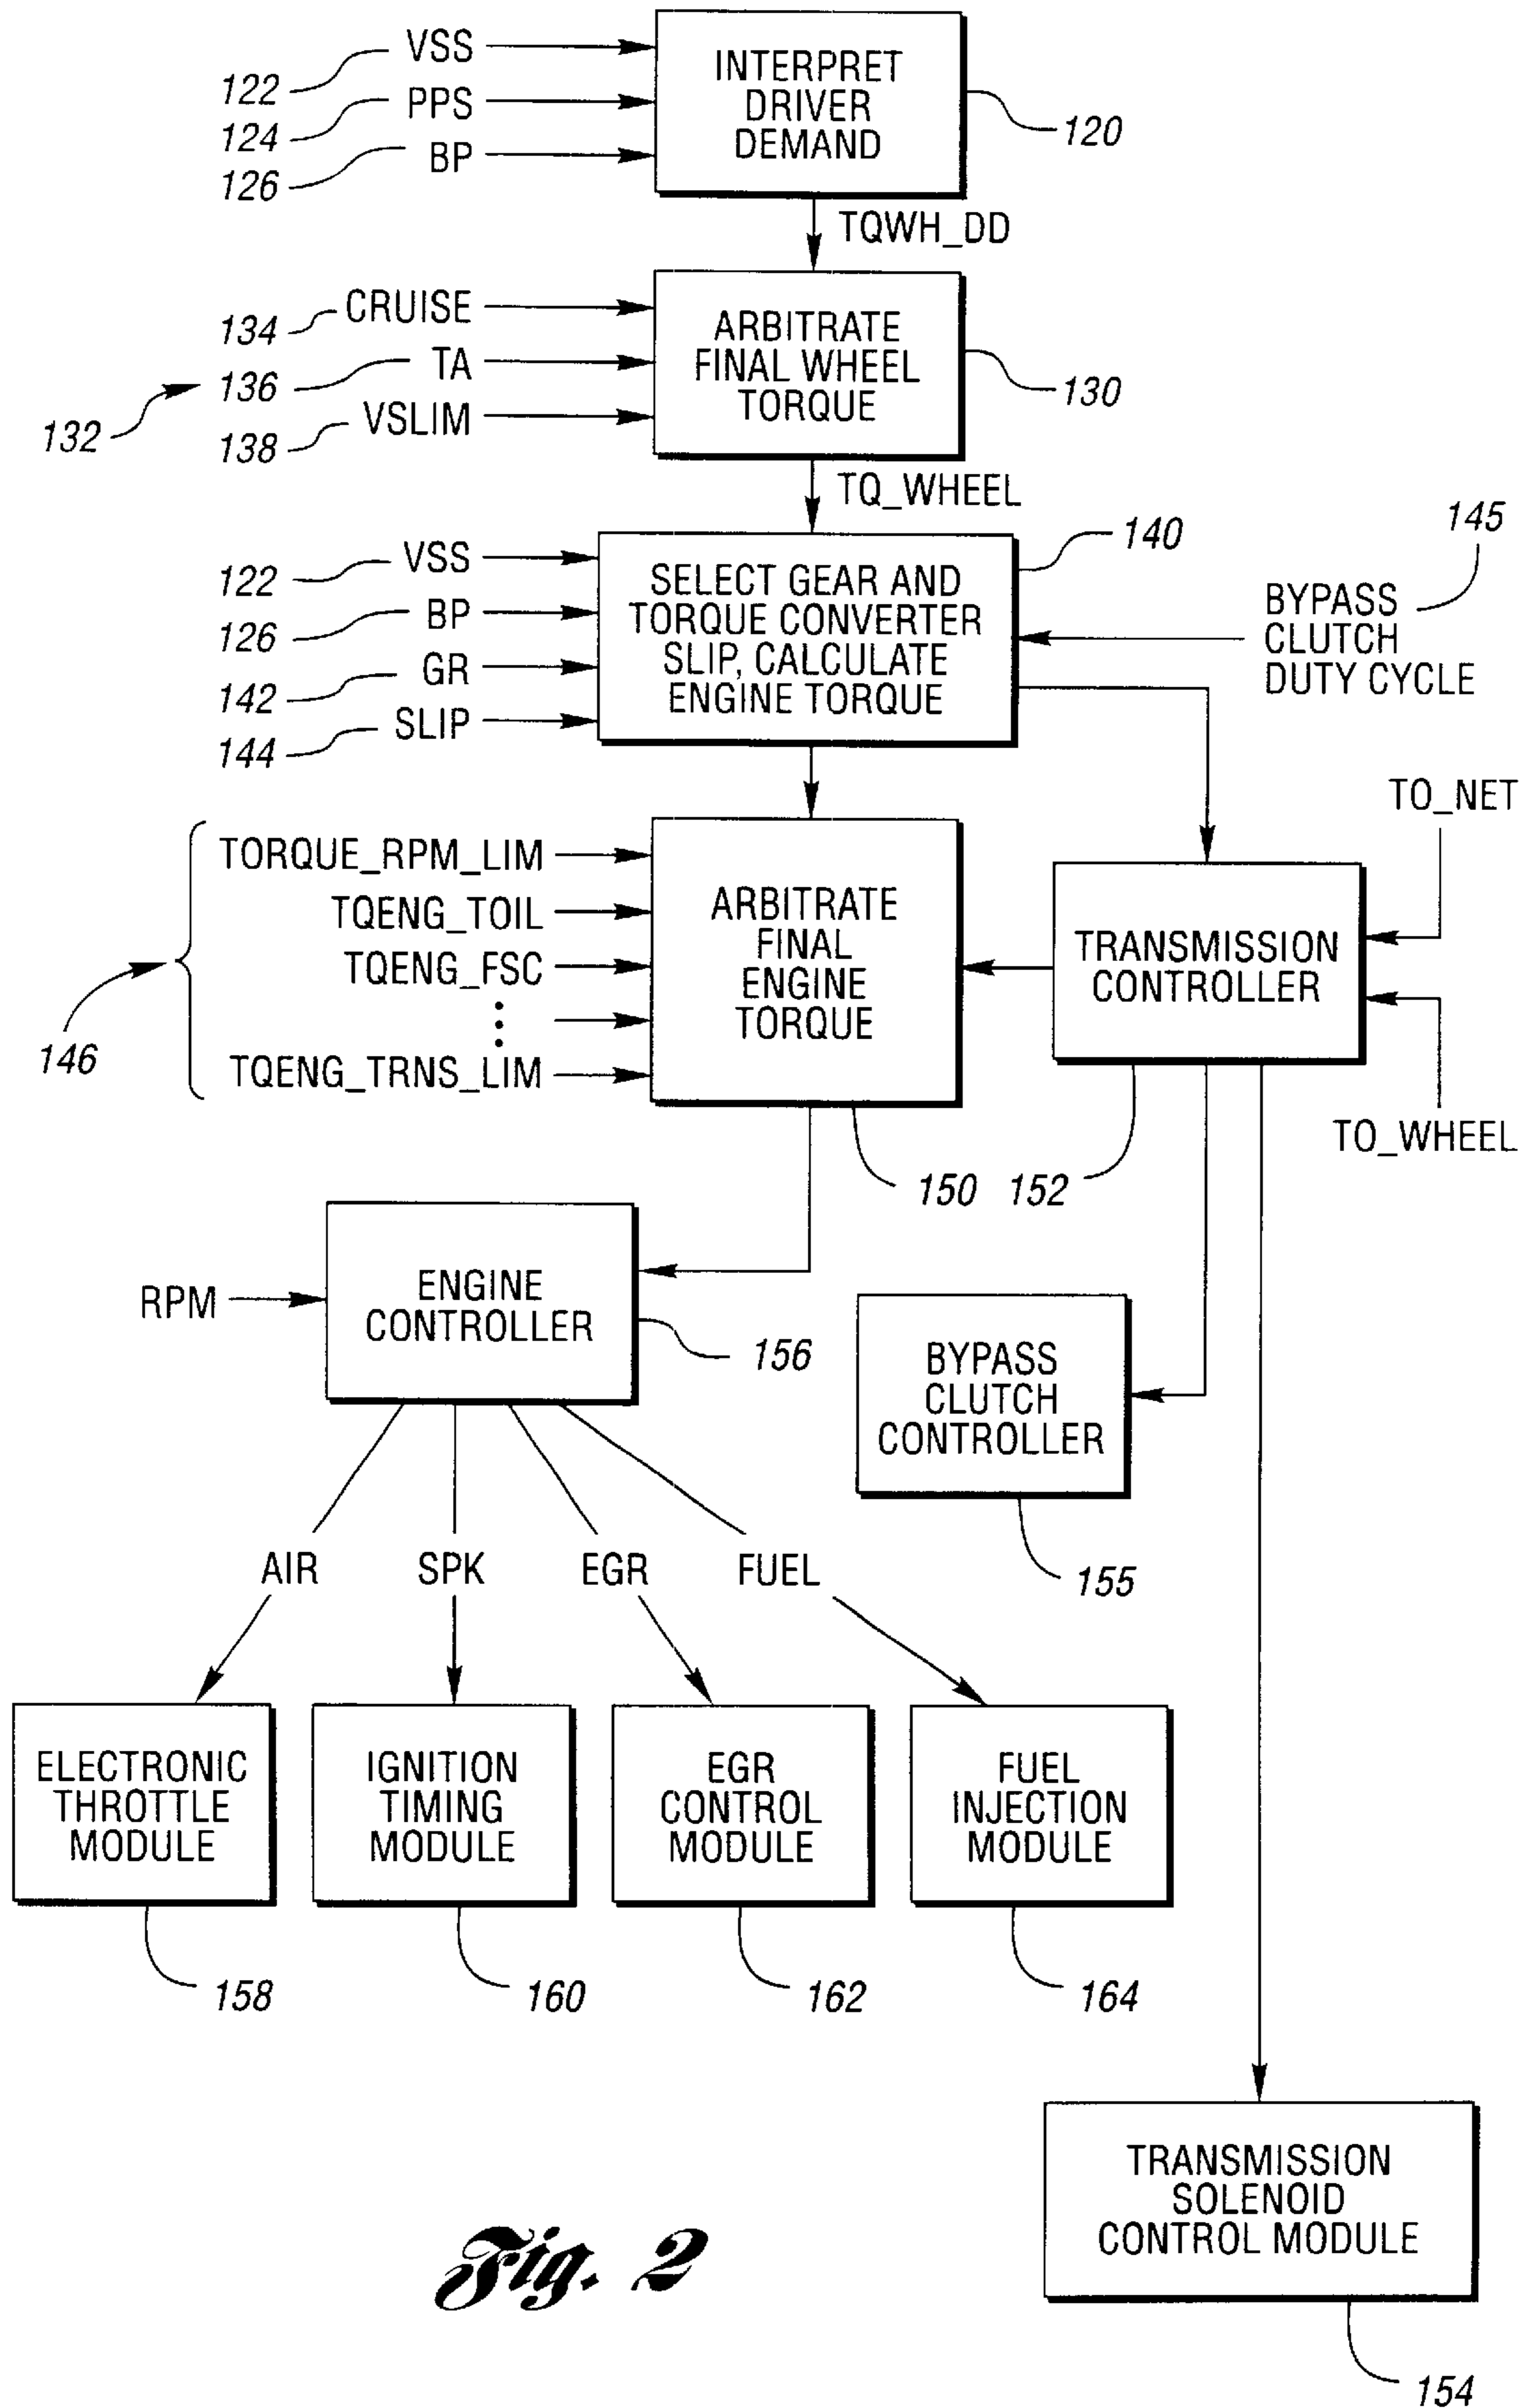 VSS
122
PPS
124
BP
126
INTERPRET
DRIVER
DEMAND
120
TQWH_DD
CRUISE
134
TA
136
VSLIM
138
132
ARBITRATE
FINAL WHEEL
TORQUE
130
TQ_WHEEL
VSS
122
BP
126
GR
142
SLIP
144
SELECT GEAR AND
TORQUE CONVERTER
SLIP, CALCULATE
ENGINE TORQUE
140
145
BYPASS
CLUTCH
DUTY CYCLE
TORQUE_RPM_LIM
TQENG_TOIL
TQENG_FSC
TQENG_TRNS_LIM
146
ARBITRATE
FINAL
ENGINE
TORQUE
150
TO_NET
TRANSMISSION
CONTROLLER
152
TO_WHEEL
RPM
ENGINE
CONTROLLER
156
BYPASS
CLUTCH
CONTROLLER
155
AIR
SPK
EGR
FUEL
ELECTRONIC
THROTTLE
MODULE
158
IGNITION
TIMING
MODULE
160
EGR
CONTROL
MODULE
162
FUEL
INJECTION
MODULE
164
TRANSMISSION
SOLENOID
CONTROL MODULE
154
Fig. 2